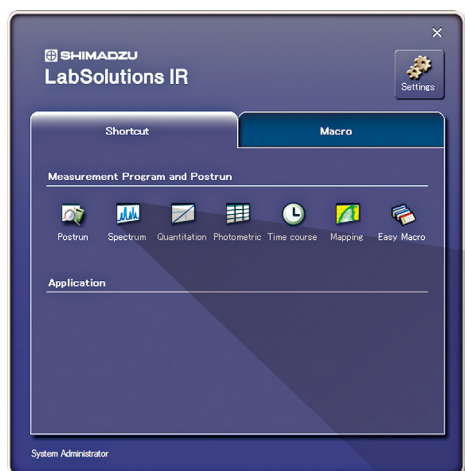 SHIMADZU
LabSolutions IR
Settings
Shortcut Macro
Measurement Program and Postrun
Postrun Spectrum Quantitation Photometric Time course Mapping Easy Macro
Application
System Administrator